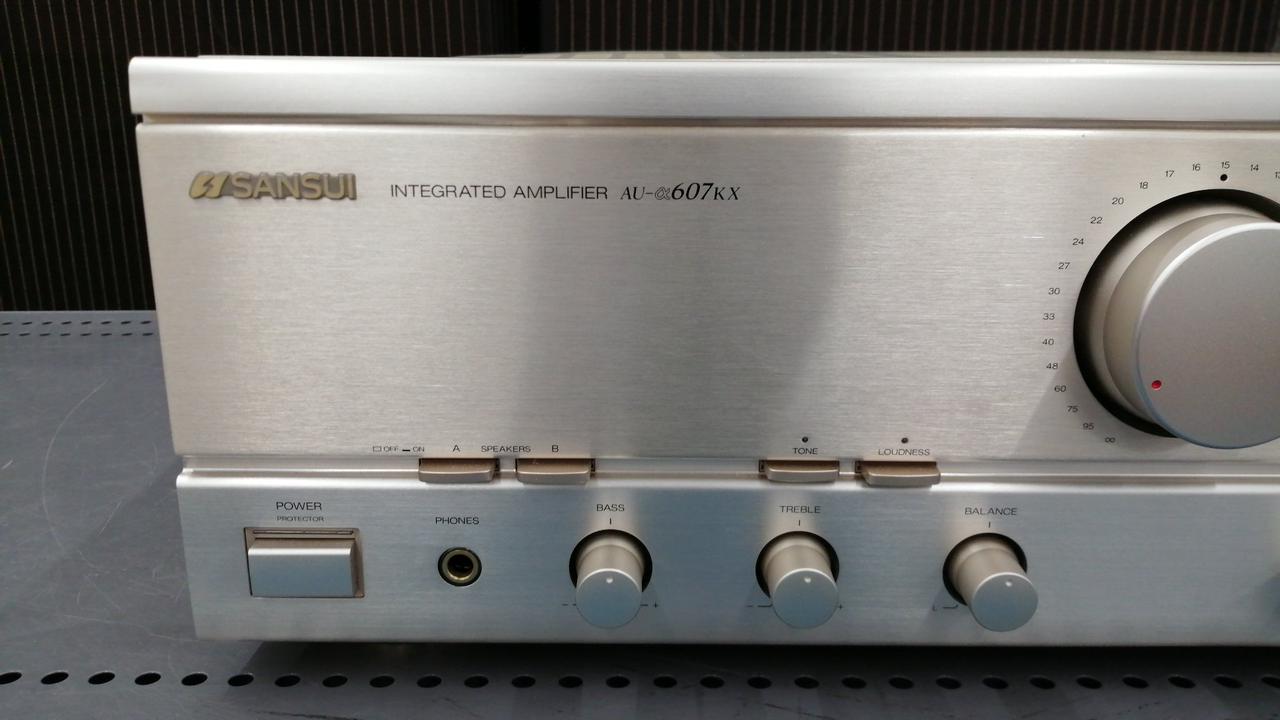 SANSUI INTEGRATED AMPLIFIER AU-α607KX
15
16
14
17
18
20
22
24
27
30
33
40
48
60
75
95
∞
OFF ON A SPEAKERS B
TONE LOUDNESS
POWER
PROTECTOR
PHONES
BASS TREBLE BALANCE
- +
- +
L